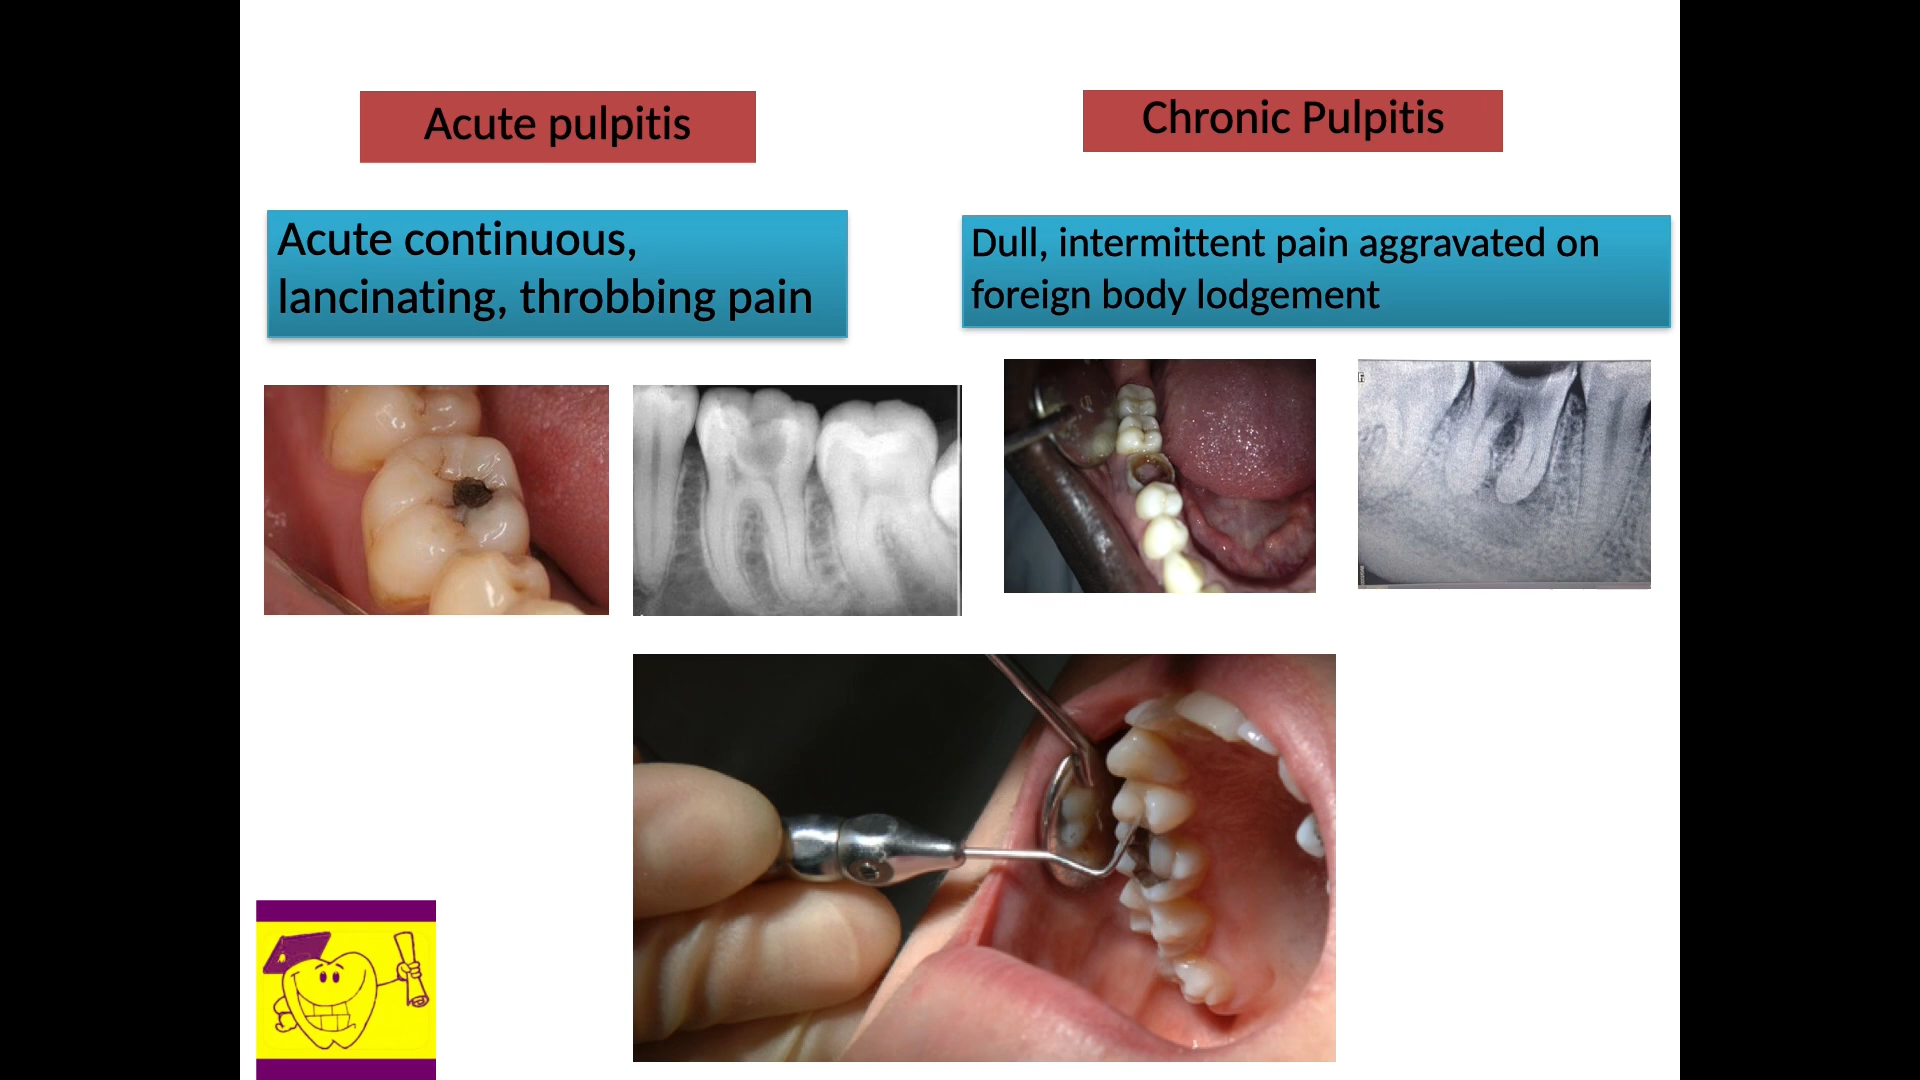 Acute pulpitis
Chronic Pulpitis
Acute continuous,
lancinating, throbbing pain
Dull, intermittent pain aggravated on
foreign body lodgement